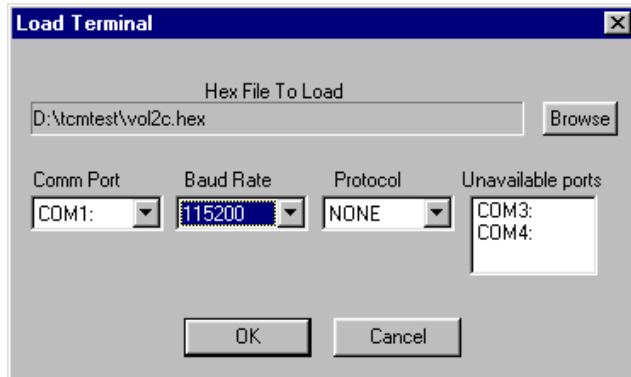 Load Terminal
Hex File To Load
D:\tcmtest\vol2c.hex
Browse
Comm Port Baud Rate Protocol Unavailable ports
COM1: 115200 NONE COM3:
COM4:
OK Cancel